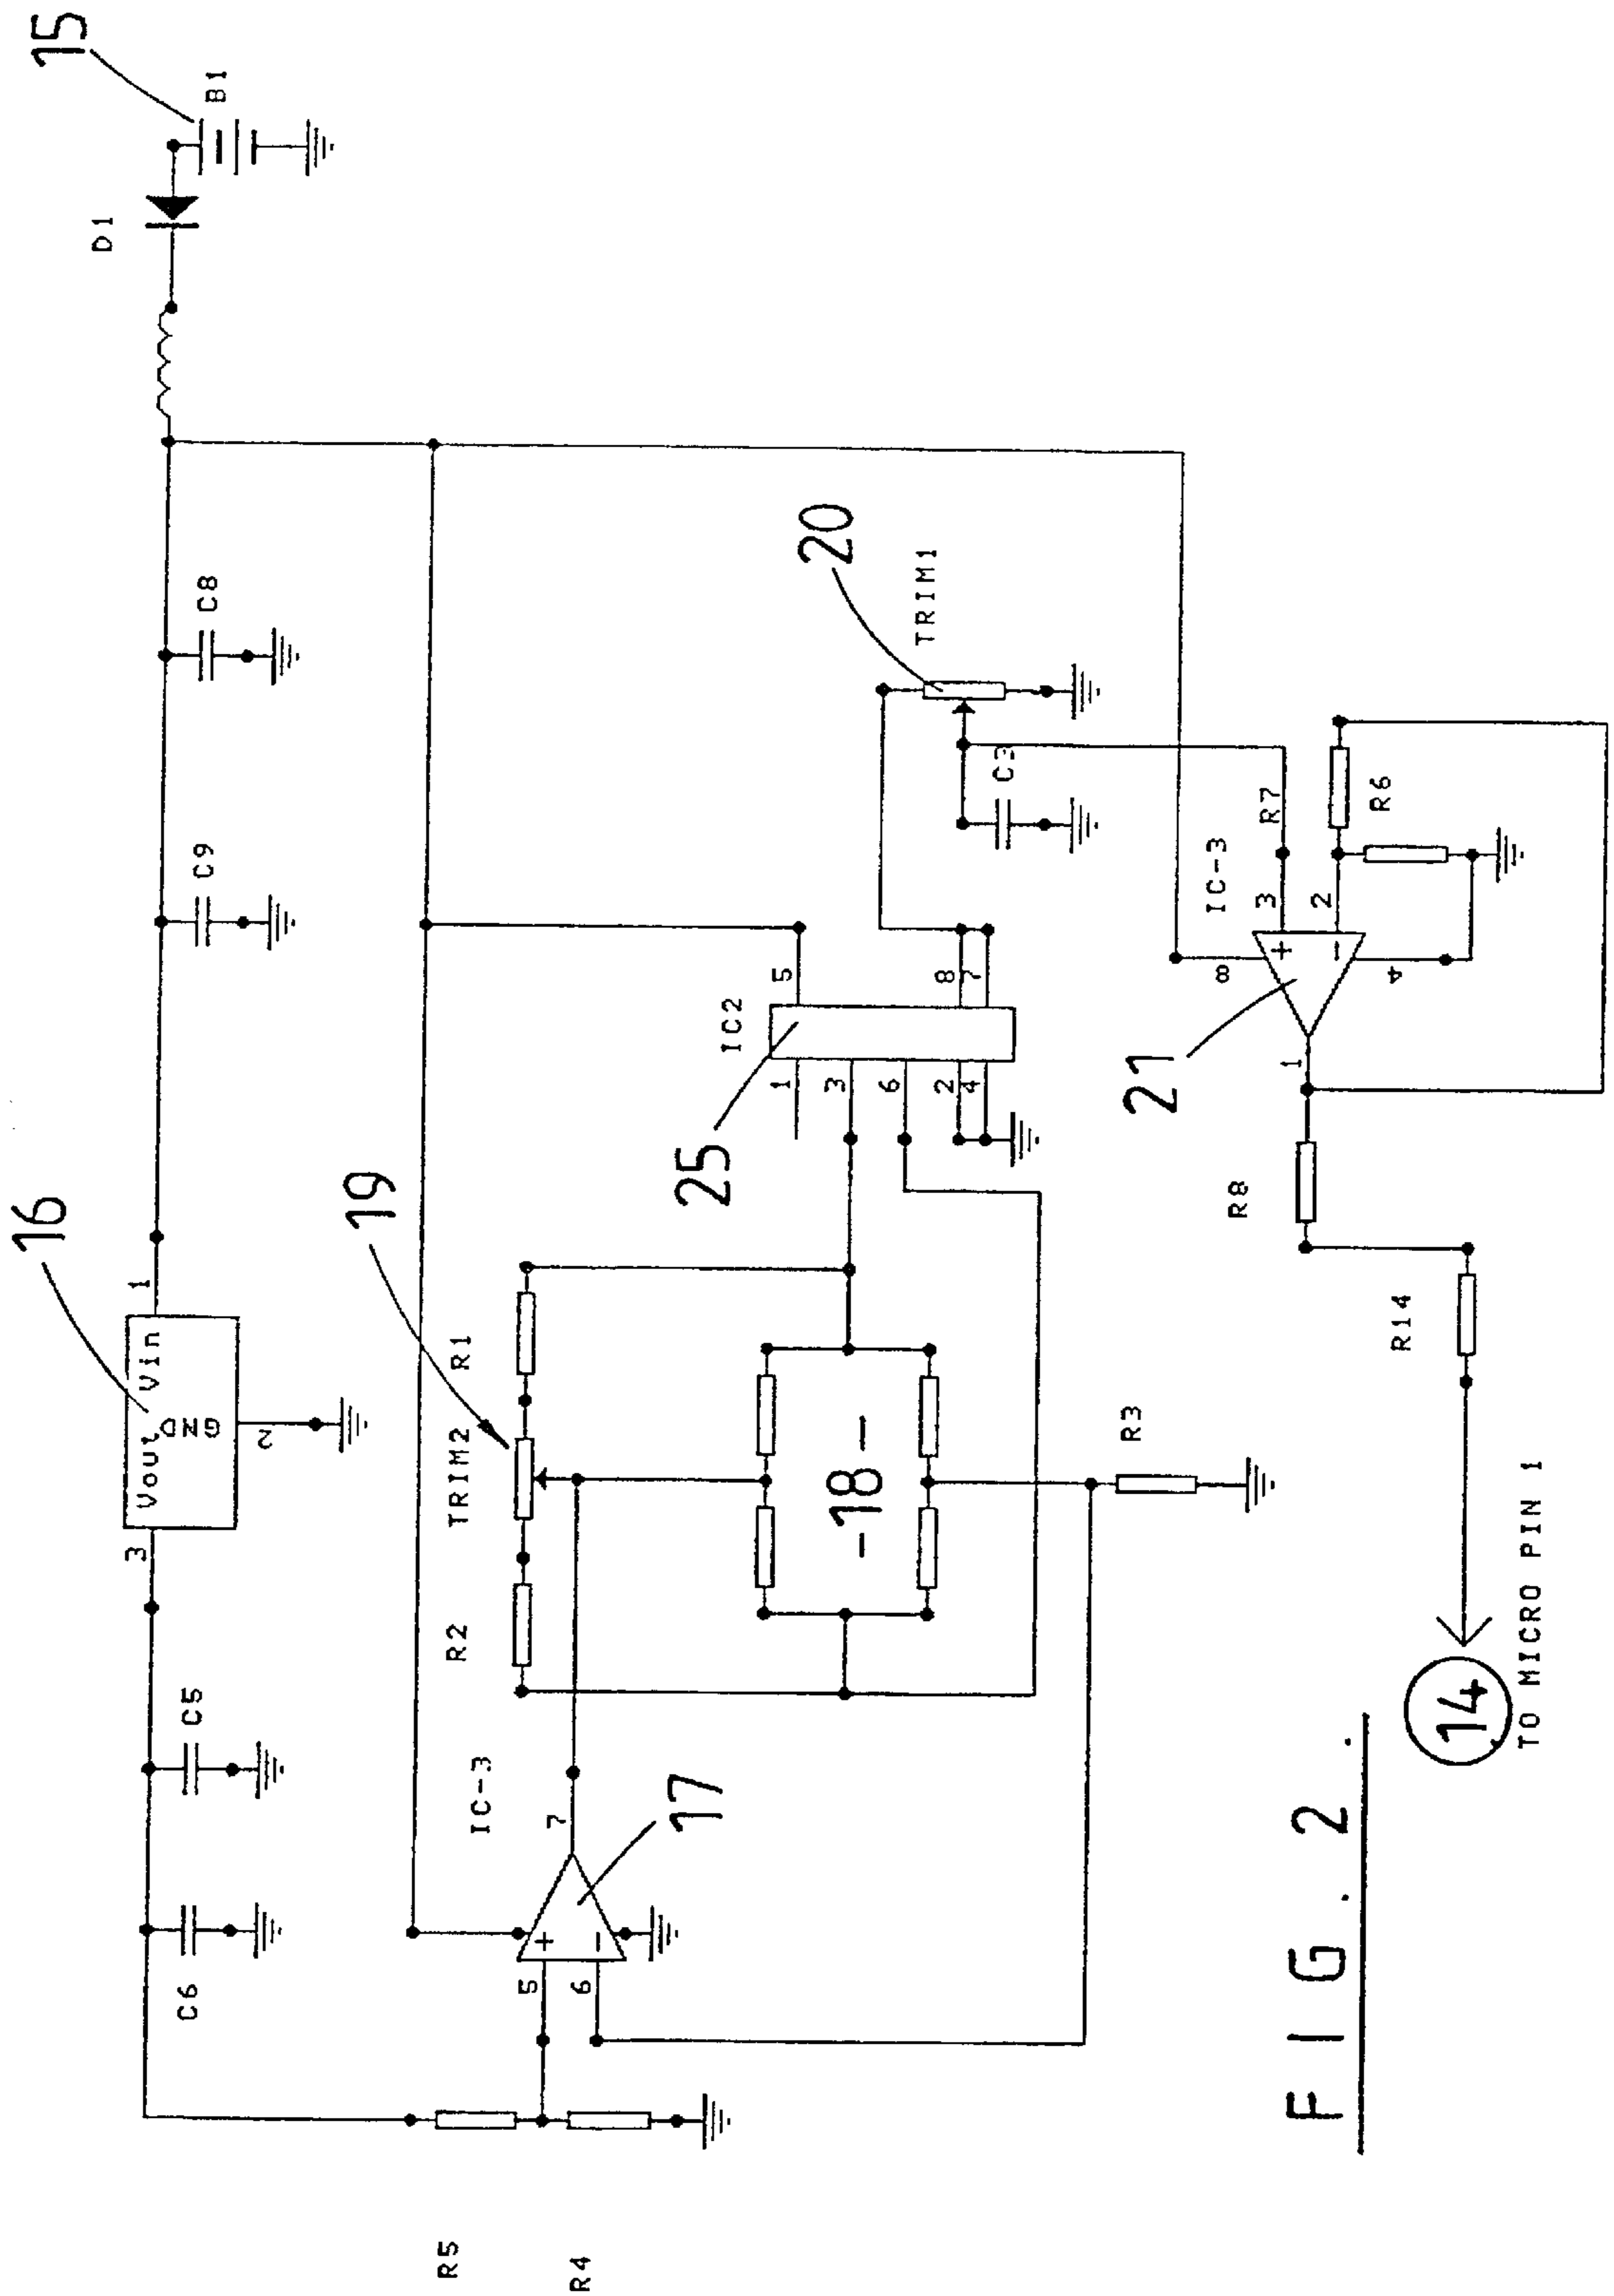 15
B1
D1
C8
C9
16
1
Vin
Vout
GND
2
3
C5
C6
R5
R4
20
TRIM1
C3
R7
IC-3
3
2
8
4
+
−
1
21
R6
R8
R14
14
TO MICRO PIN 1
IC2
25
5
8
7
1
3
6
2
4
19
R1
TRIM2
R2
-18-
R3
IC-3
7
17
5
6
+
−
FIG. 2.